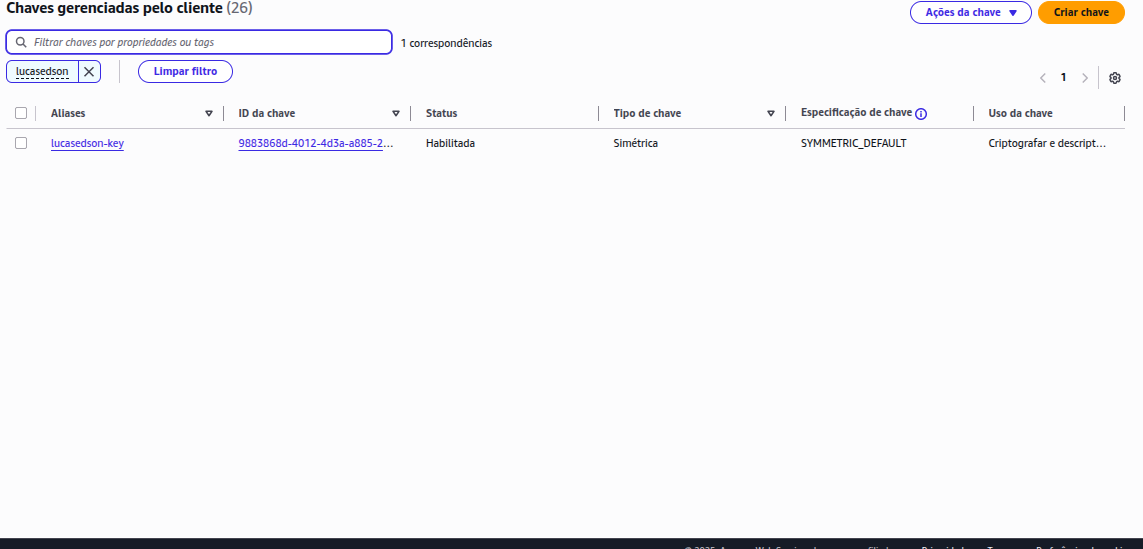 Chaves gerenciadas pelo cliente (26)
Ações da chave
Criar chave
Filtrar chaves por propriedades ou tags
1 correspondências
lucasedson
Limpar filtro
1
Aliases ID da chave Status Tipo de chave Especificação de chave Uso da chave
lucasedson-key 9883868d-4012-4d3a-a885-2... Habilitada Simétrica SYMMETRIC_DEFAULT Criptografar e descript...